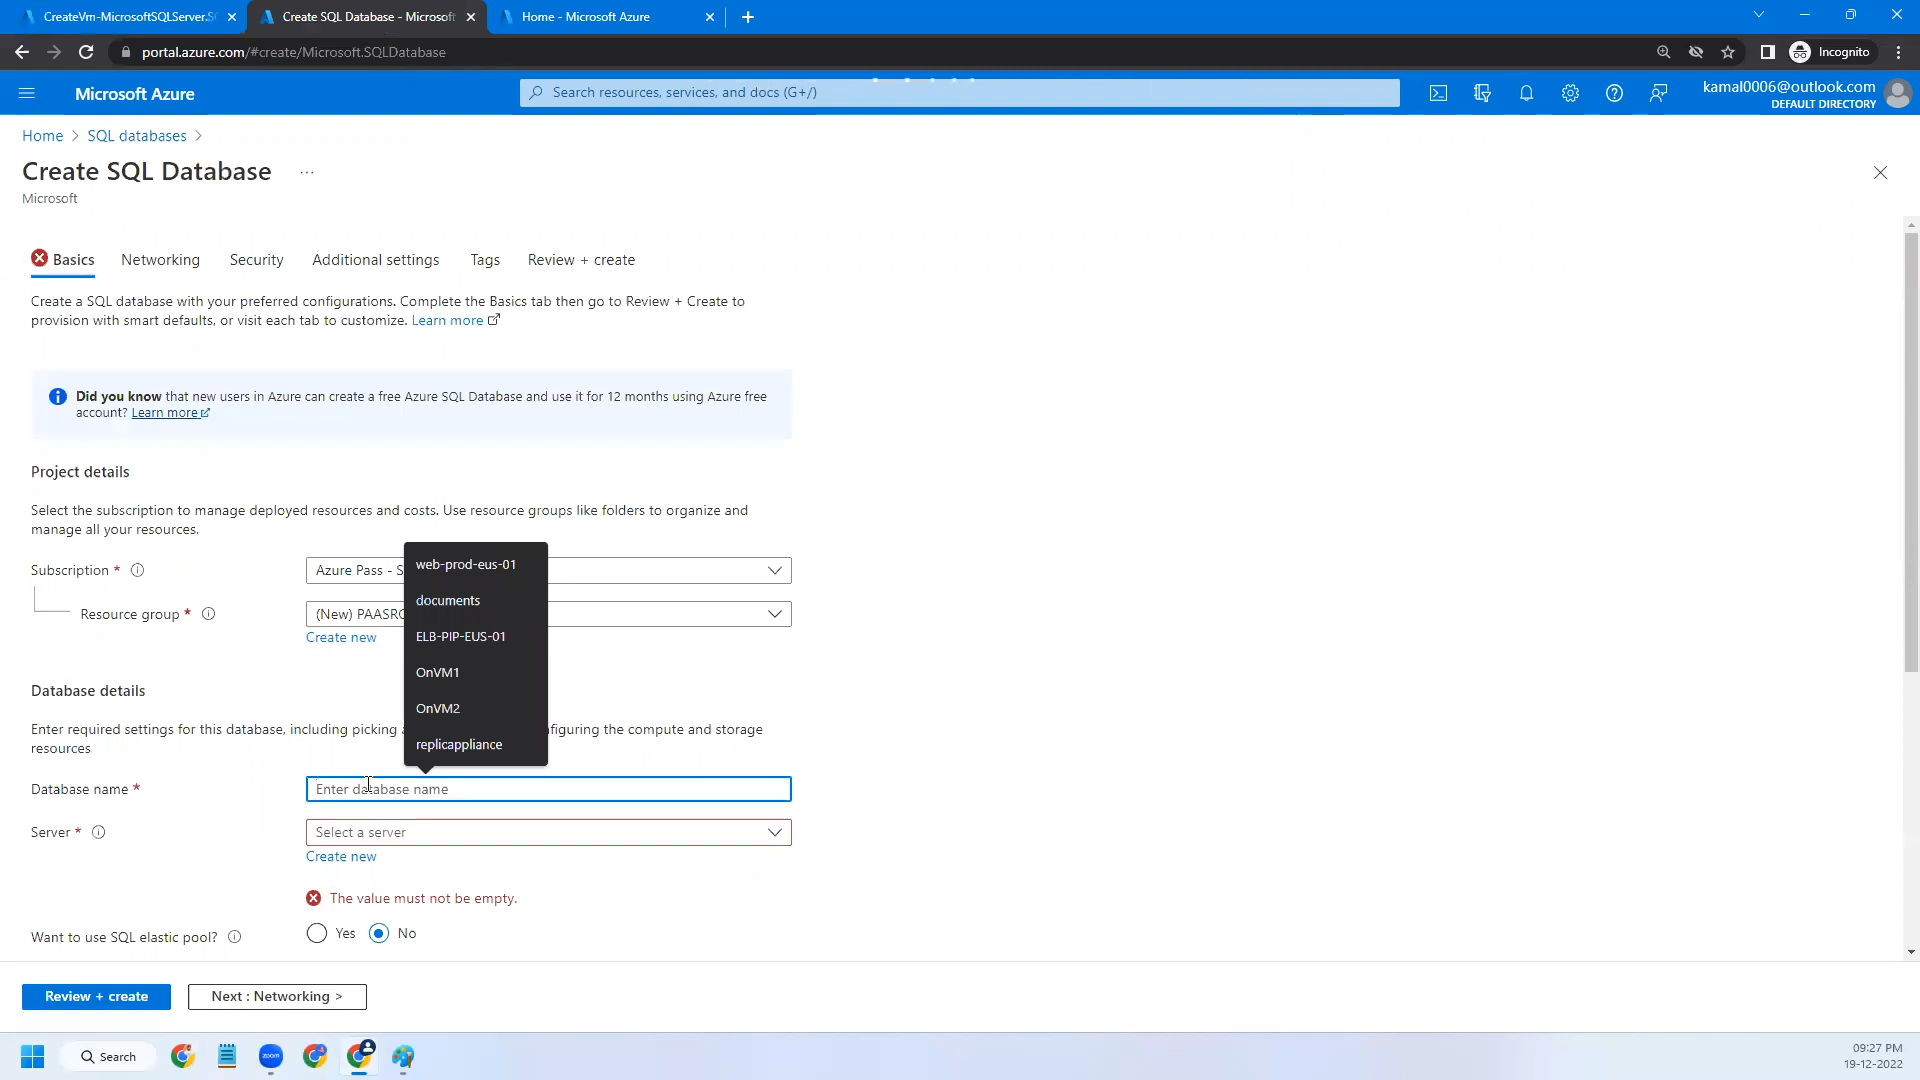 CreateVm-MicrosoftSQLServer.S
Create SQL Database - Microsoft
Home - Microsoft Azure
portal.azure.com/#create/Microsoft.SQLDatabase
Incognito
Microsoft Azure
Search resources, services, and docs (G+/)
kamal0006@outlook.com
DEFAULT DIRECTORY
Home > SQL databases >
Create SQL Database ...
Microsoft
Basics Networking Security Additional settings Tags Review + create
Create a SQL database with your preferred configurations. Complete the Basics tab then go to Review + Create to
provision with smart defaults, or visit each tab to customize. Learn more
Did you know that new users in Azure can create a free Azure SQL Database and use it for 12 months using Azure free
account? Learn more
Project details
Select the subscription to manage deployed resources and costs. Use resource groups like folders to organize and
manage all your resources.
Subscription *
Azure Pass - S
Resource group *
(New) PAASR
Create new
web-prod-eus-01
documents
ELB-PIP-EUS-01
OnVM1
OnVM2
replicappliance
Database details
Enter required settings for this database, including picking figuring the compute and storage
resources
Database name *
Enter database name
Server *
Select a server
Create new
The value must not be empty.
Want to use SQL elastic pool?
Yes No
Review + create
Next : Networking >
Search
zoom
09:27 PM
19-12-2022